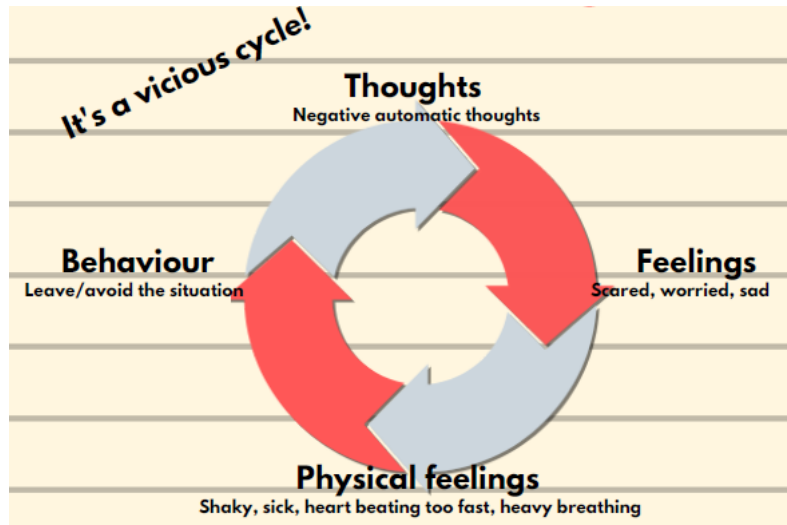 It's a vicious cycle!
Thoughts
Negative automatic thoughts
Behaviour
Leave/avoid the situation
Feelings
Scared, worried, sad
Physical feelings
Shaky, sick, heart beating too fast, heavy breathing